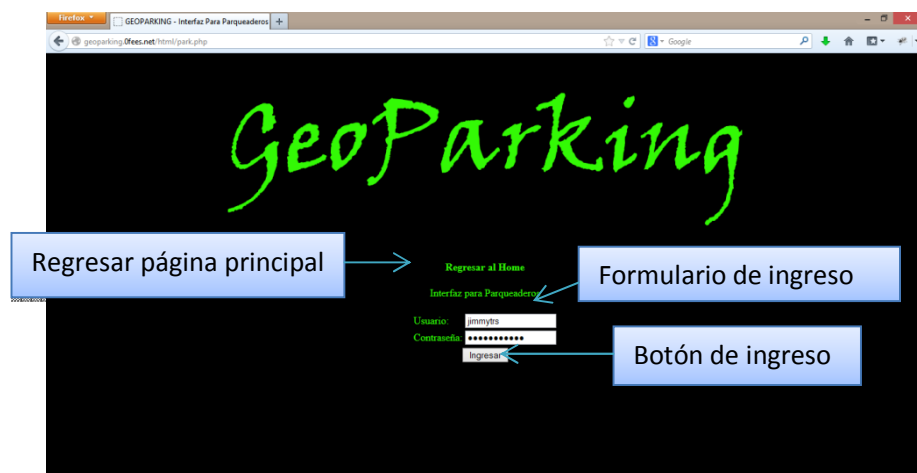 Firefox
GEOPARKING - Interfaz Para Parqueaderos
geoparking.0fees.net/html/park.php
Google
GeoParking
Regresar página principal
Regresar al Home
Formulario de ingreso
Interfaz para Parqueaderos
Usuario: jimmytrs
Contraseña: •••••••••••
Ingresar
Botón de ingreso